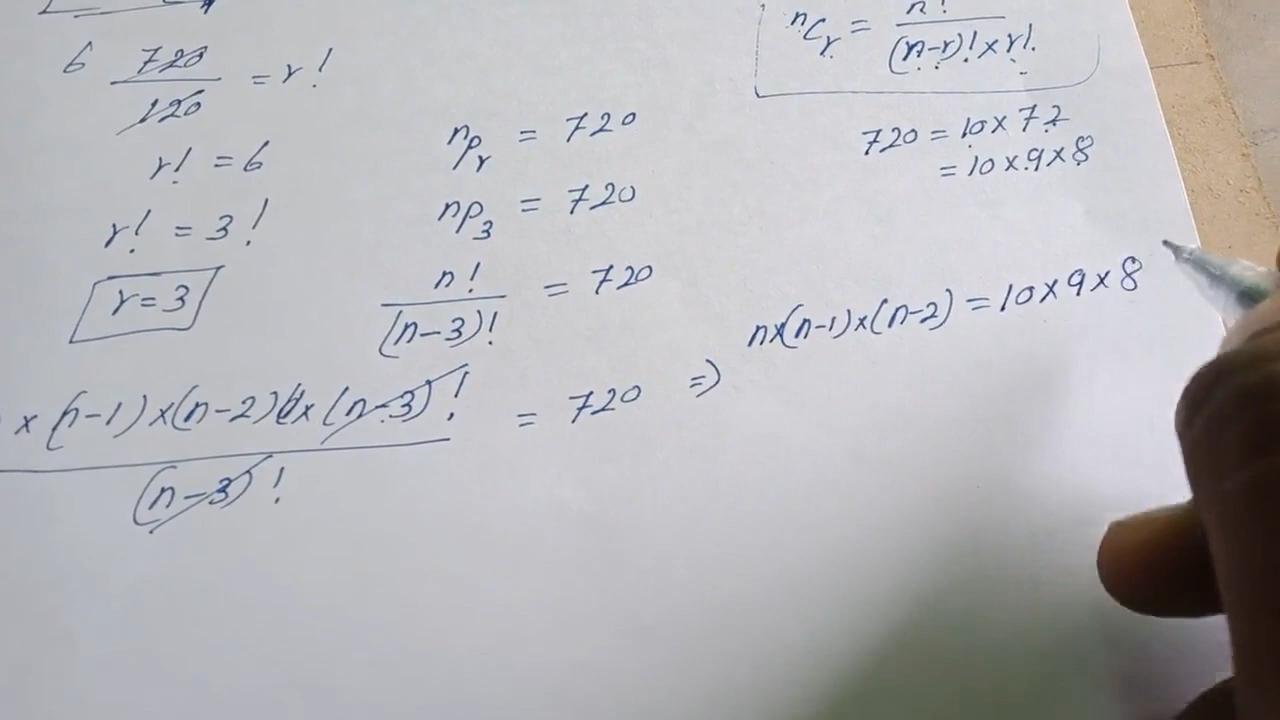 ⁿCᵣ = n! / (n-r)! × r!
6 720 / 120 = r!
r! = 6
r! = 3!
r = 3
nPᵣ = 720
nP₃ = 720
n! / (n-3)! = 720
720 = 10 × 72
= 10 × 9 × 8
× (n-1) × (n-2) × (n-3)! / (n-3)! = 720
⇒ n×(n-1)×(n-2) = 10×9×8